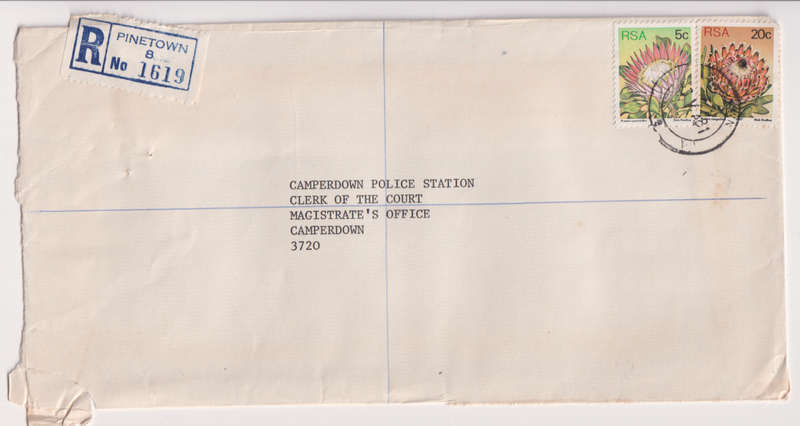 R
PINETOWN
8
No 1619
RSA 5c
RSA 20c
CAMPERDOWN POLICE STATION
CLERK OF THE COURT
MAGISTRATE'S OFFICE
CAMPERDOWN
3720